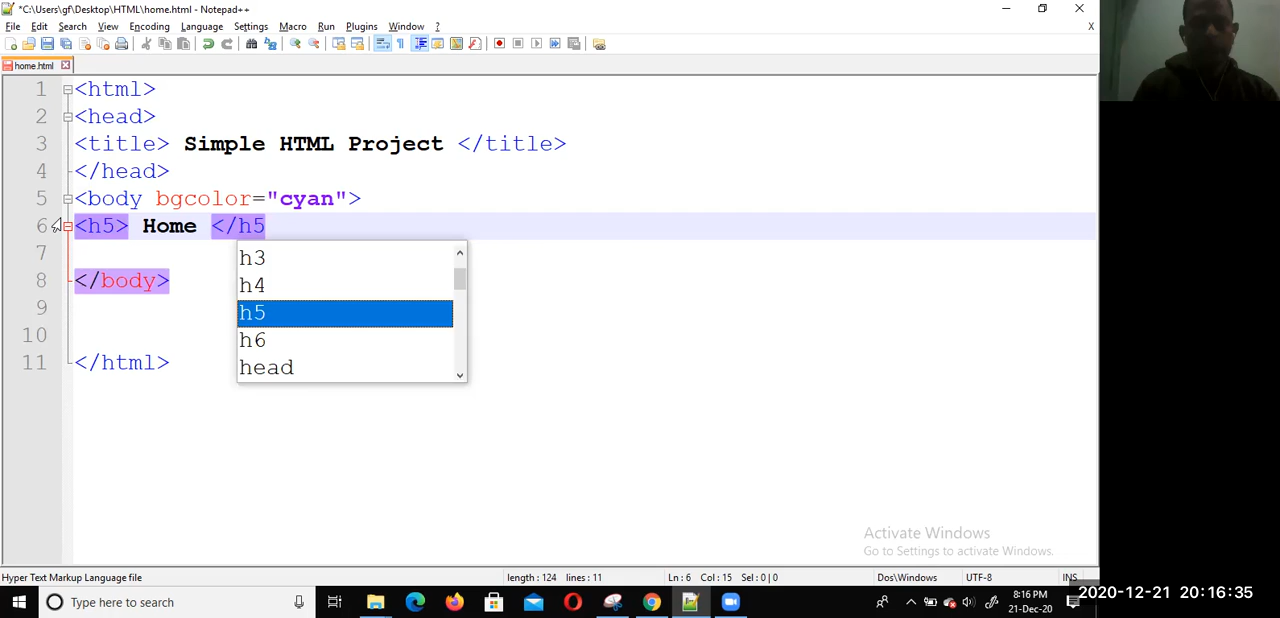 *C:\Users\gf\Desktop\HTML\home.html - Notepad++
File Edit Search View Encoding Language Settings Macro Run Plugins Window ?
X
home.html
1 <html>
2 <head>
3 <title> Simple HTML Project </title>
4 </head>
5 <body bgcolor="cyan">
6 <h5> Home </h5
7
h3
h4
8 </body>
9
h5
10
h6
11 </html>
head
Activate Windows
Go to Settings to activate Windows.
Hyper Text Markup Language file length : 124 lines : 11 Ln : 6 Col : 15 Sel : 0 | 0 Dos\Windows UTF-8 INS
Type here to search
8:16 PM
21-Dec-20
2020-12-21 20:16:35